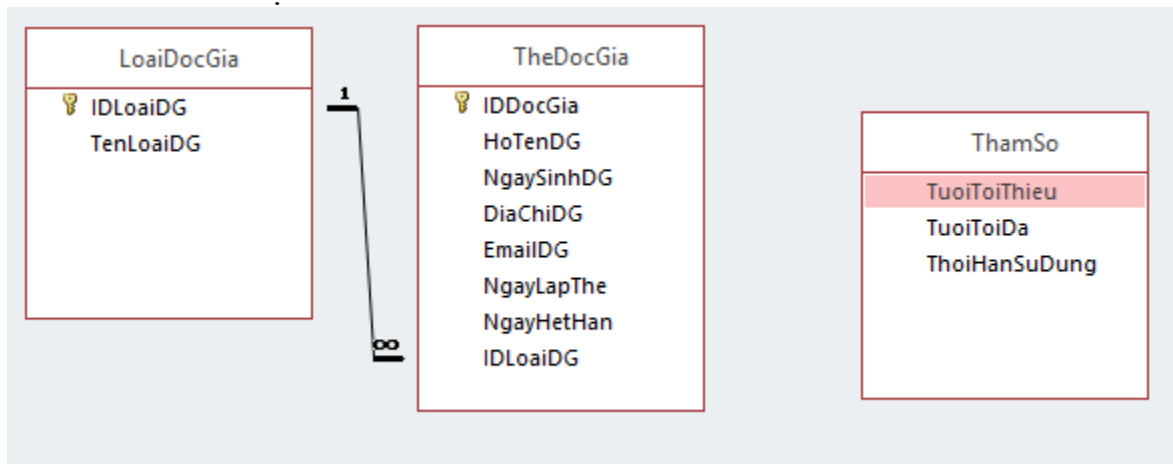 LoaiDocGia
IDLoaiDG
TenLoaiDG
1
∞
TheDocGia
IDDocGia
HoTenDG
NgaySinhDG
DiaChiDG
EmailDG
NgayLapThe
NgayHetHan
IDLoaiDG
ThamSo
TuoiToiThieu
TuoiToiDa
ThoiHanSuDung